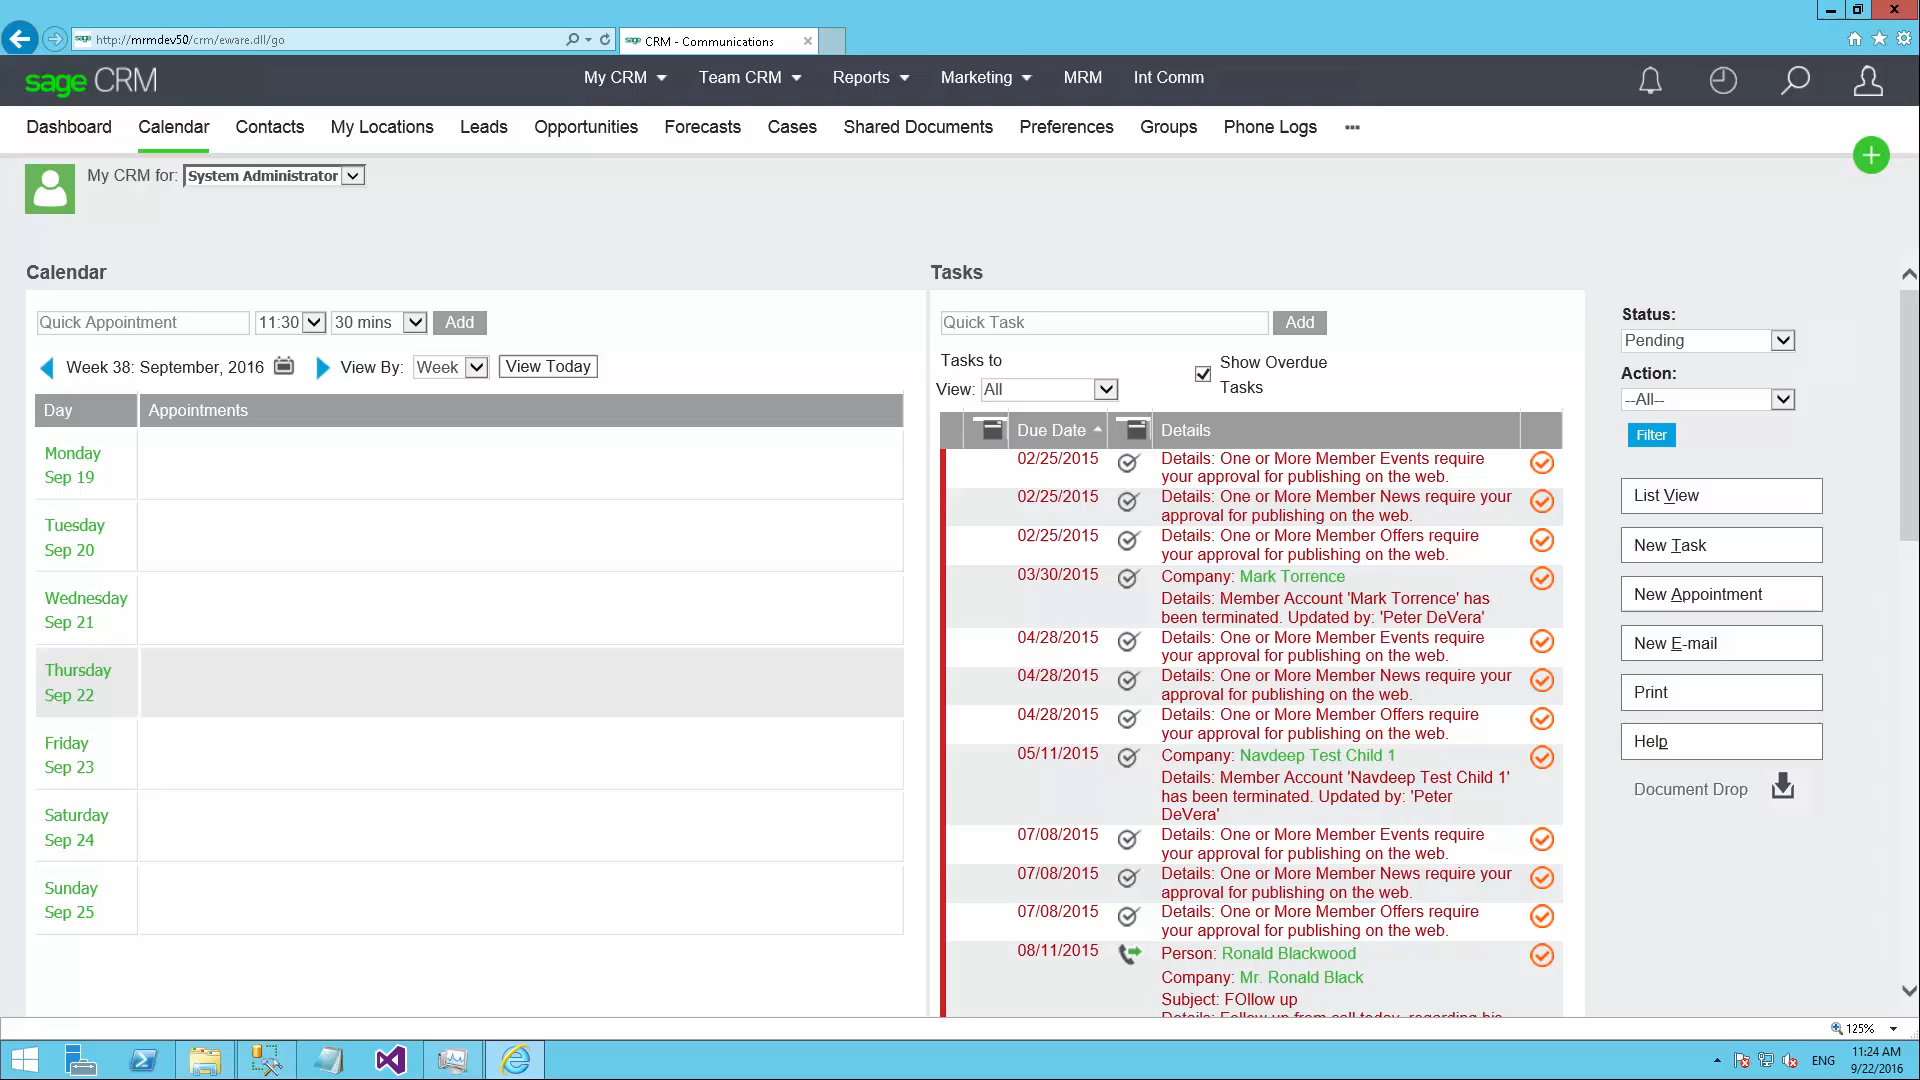 http://mrmdev50/crm/eware.dll/go
CRM - Communications
sage CRM
My CRM
Team CRM
Reports
Marketing
MRM
Int Comm
Dashboard
Calendar
Contacts
My Locations
Leads
Opportunities
Forecasts
Cases
Shared Documents
Preferences
Groups
Phone Logs
My CRM for: System Administrator
Calendar
Quick Appointment
11:30
30 mins
Add
Week 38: September, 2016
View By:
Week
View Today
Day
Appointments
Monday
Sep 19
Tuesday
Sep 20
Wednesday
Sep 21
Thursday
Sep 22
Friday
Sep 23
Saturday
Sep 24
Sunday
Sep 25
Tasks
Quick Task
Add
Tasks to
View: All
Show Overdue
Tasks
Due Date
Details
02/25/2015
Details: One or More Member Events require
your approval for publishing on the web.
02/25/2015
Details: One or More Member News require your
approval for publishing on the web.
02/25/2015
Details: One or More Member Offers require
your approval for publishing on the web.
03/30/2015
Company: Mark Torrence
Details: Member Account 'Mark Torrence' has
been terminated. Updated by: 'Peter DeVera'
04/28/2015
Details: One or More Member Events require
your approval for publishing on the web.
04/28/2015
Details: One or More Member News require your
approval for publishing on the web.
04/28/2015
Details: One or More Member Offers require
your approval for publishing on the web.
05/11/2015
Company: Navdeep Test Child 1
Details: Member Account 'Navdeep Test Child 1'
has been terminated. Updated by: 'Peter
DeVera'
07/08/2015
Details: One or More Member Events require
your approval for publishing on the web.
07/08/2015
Details: One or More Member News require your
approval for publishing on the web.
07/08/2015
Details: One or More Member Offers require
your approval for publishing on the web.
08/11/2015
Person: Ronald Blackwood
Company: Mr. Ronald Black
Subject: FOllow up
Details: Follow up from call today, regarding his
Status:
Pending
Action:
--All--
Filter
List View
New Task
New Appointment
New E-mail
Print
Help
Document Drop
125%
ENG
11:24 AM
9/22/2016